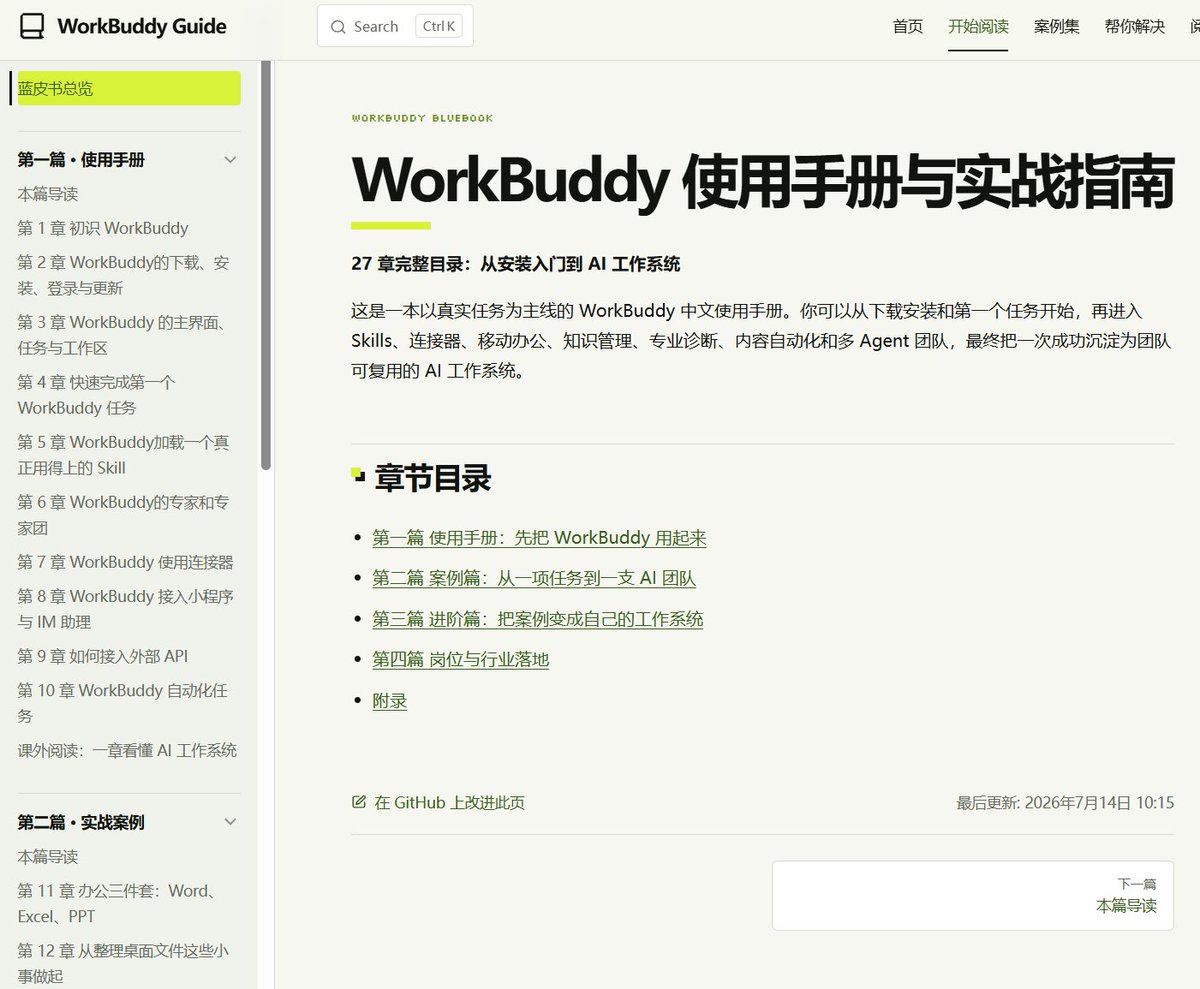 WorkBuddy Guide
Search
Ctrl K
首页
开始阅读
案例集
帮你解决
蓝皮书总览
第一篇·使用手册
本篇导读
第 1 章 初识 WorkBuddy
第 2 章 WorkBuddy的下载、安
装、登录与更新
第 3 章 WorkBuddy 的主界面、
任务与工作区
第 4 章 快速完成第一个
WorkBuddy 任务
第 5 章 WorkBuddy加载一个真
正用得上的 Skill
第 6 章 WorkBuddy的专家和专
家团
第 7 章 WorkBuddy 使用连接器
第 8 章 WorkBuddy 接入小程序
与 IM 助理
第 9 章 如何接入外部 API
第 10 章 WorkBuddy 自动化任
务
课外阅读：一章看懂 AI 工作系统
第二篇·实战案例
本篇导读
第 11 章 办公三件套：Word、
Excel、PPT
第 12 章 从整理桌面文件这些小
事做起
WORKBUDDY BLUEBOOK
WorkBuddy 使用手册与实战指南
27 章完整目录：从安装入门到 AI 工作系统
这是一本以真实任务为主线的 WorkBuddy 中文使用手册。你可以从下载安装和第一个任务开始，再进入
Skills、连接器、移动办公、知识管理、专业诊断、内容自动化和多 Agent 团队，最终把一次成功沉淀为团队
可复用的 AI 工作系统。
章节目录
第一篇 使用手册：先把 WorkBuddy 用起来
第二篇 案例篇：从一项任务到一支 AI 团队
第三篇 进阶篇：把案例变成自己的工作系统
第四篇 岗位与行业落地
附录
在 GitHub 上改进此页
最后更新: 2026年7月14日 10:15
下一篇
本篇导读